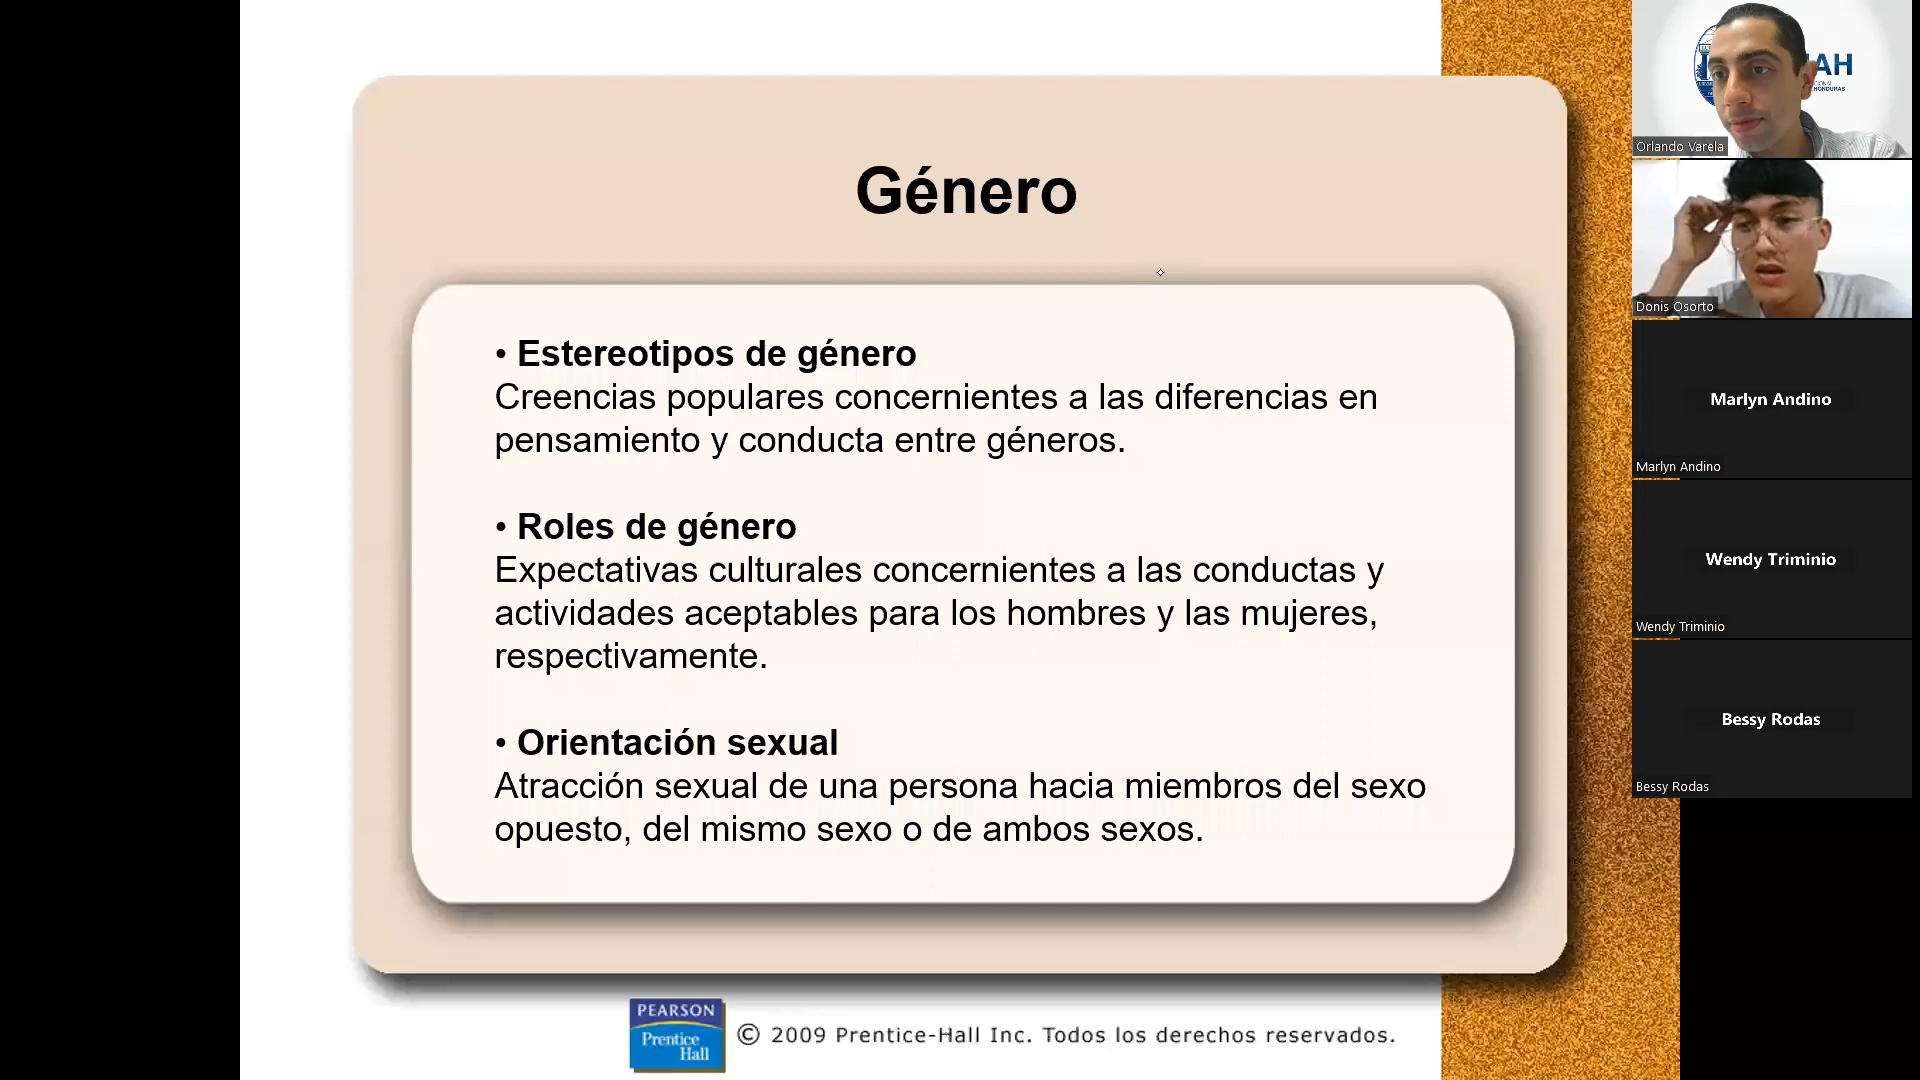 Género
• Estereotipos de género
Creencias populares concernientes a las diferencias en
pensamiento y conducta entre géneros.
• Roles de género
Expectativas culturales concernientes a las conductas y
actividades aceptables para los hombres y las mujeres,
respectivamente.
• Orientación sexual
Atracción sexual de una persona hacia miembros del sexo
opuesto, del mismo sexo o de ambos sexos.
PEARSON
Prentice
Hall
© 2009 Prentice-Hall Inc. Todos los derechos reservados.
AH
HONDURAS
Orlando Varela
Donis Osorto
Marlyn Andino
Marlyn Andino
Wendy Triminio
Wendy Triminio
Bessy Rodas
Bessy Rodas